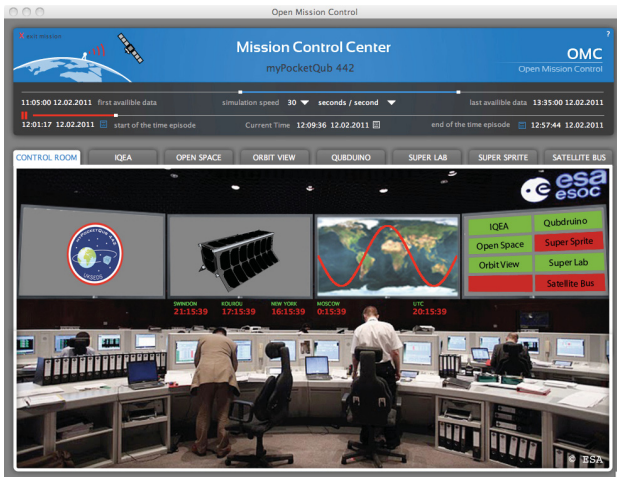 Open Mission Control
X exit mission
?
Mission Control Center
myPocketQub 442
OMC
Open Mission Control
11:05:00 12.02.2011 first availible data
simulation speed 30 seconds / second
last availible data 13:35:00 12.02.2011
12:01:17 12.02.2011 start of the time episode
Current Time 12:09:36 12.02.2011
end of the time episode 12:57:44 12.02.2011
CONTROL ROOM
IQEA
OPEN SPACE
ORBIT VIEW
QUBDUINO
SUPER LAB
SUPER SPRITE
SATELLITE BUS
esa
esoc
myPocketQub 442
IQEA
Qubdruino
Open Space
Super Sprite
Orbit View
Super Lab
Satellite Bus
SWINDON
KOUROU
NEW YORK
MOSCOW
UTC
21:15:39
17:15:39
16:15:39
0:15:39
20:15:39
© ESA